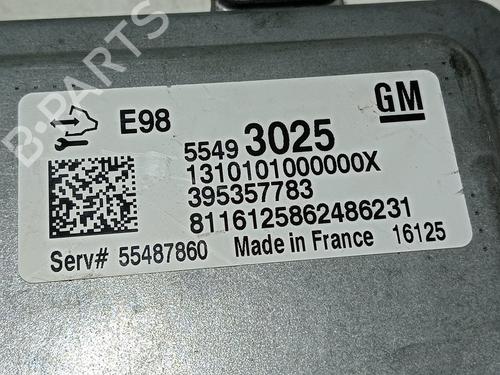 B-PARTS
E98
GM
5549 3025
1310101000000X
395357783
8116125862486231
Serv# 55487860 Made in France 16125